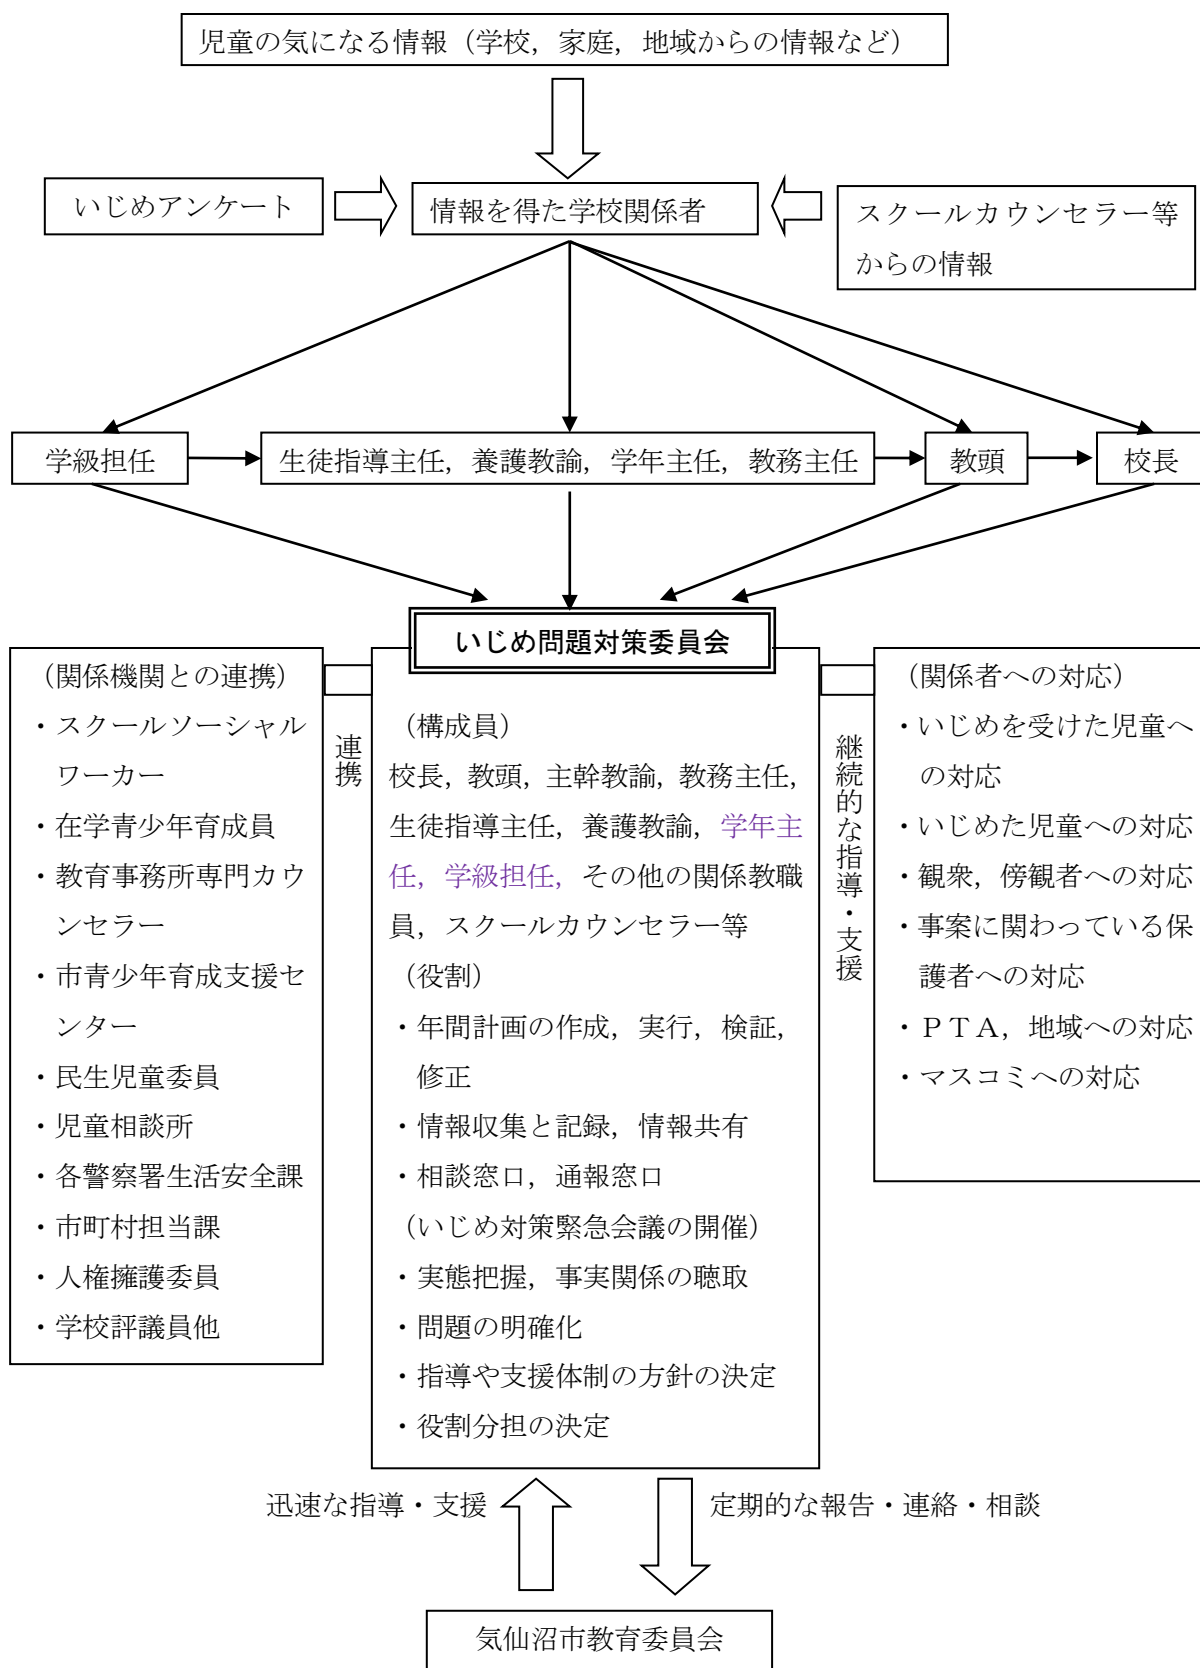 児童の気になる情報（学校，家庭，地域からの情報など）
いじめアンケート
情報を得た学校関係者
スクールカウンセラー等
からの情報
学級担任
生徒指導主任，養護教諭，学年主任，教務主任
教頭
校長
いじめ問題対策委員会
（関係機関との連携）
・スクールソーシャル
ワーカー
・在学青少年育成員
・教育事務所専門カウ
ンセラー
・市青少年育成支援セ
ンター
・民生児童委員
・児童相談所
・各警察署生活安全課
・市町村担当課
・人権擁護委員
・学校評議員他
連携
（構成員）
校長，教頭，主幹教諭，教務主任，
生徒指導主任，養護教諭，学年主
任，学級担任，その他の関係教職
員，スクールカウンセラー等
（役割）
・年間計画の作成，実行，検証，
修正
・情報収集と記録，情報共有
・相談窓口，通報窓口
（いじめ対策緊急会議の開催）
・実態把握，事実関係の聴取
・問題の明確化
・指導や支援体制の方針の決定
・役割分担の決定
継続的な指導・支援
（関係者への対応）
・いじめを受けた児童へ
の対応
・いじめた児童への対応
・観衆，傍観者への対応
・事案に関わっている保
護者への対応
・ＰＴＡ，地域への対応
・マスコミへの対応
迅速な指導・支援
定期的な報告・連絡・相談
気仙沼市教育委員会